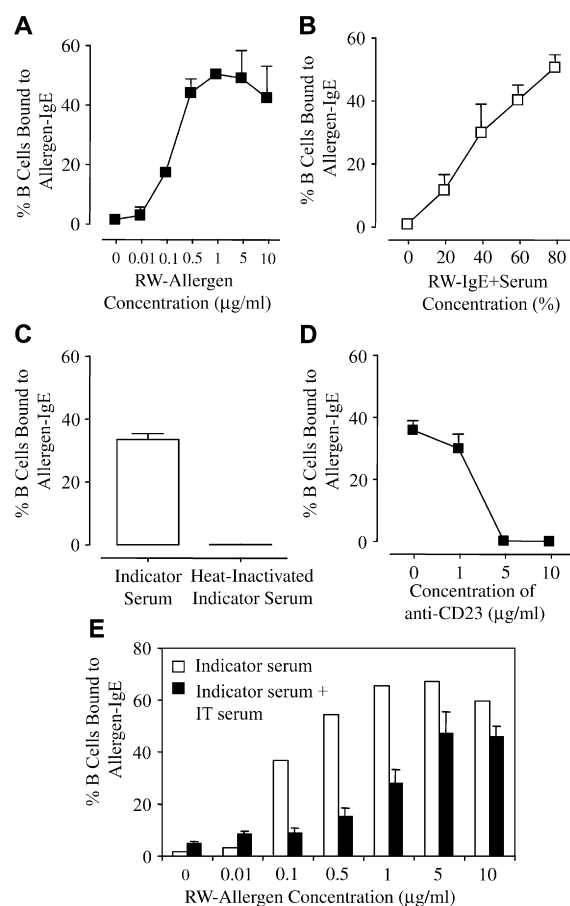 A
% B Cells Bound to
Allergen-IgE
60
40
20
0
0 0.01 0.1 0.5 1 5 10
RW-Allergen
Concentration (µg/ml)
B
% B Cells Bound to
Allergen-IgE
60
40
20
0
0 20 40 60 80
RW-IgE+Serum
Concentration (%)
C
% B Cells Bound to
Allergen-IgE
60
40
20
0
Indicator
Serum
Heat-Inactivated
Indicator Serum
D
% B Cells Bound to
Allergen-IgE
60
40
20
0
0 1 5 10
Concentration of
anti-CD23 (µg/ml)
E
% B Cells Bound to
Allergen-IgE
80
60
40
20
0
Indicator serum
Indicator serum +
IT serum
0 0.01 0.1 0.5 1 5 10
RW-Allergen Concentration (µg/ml)